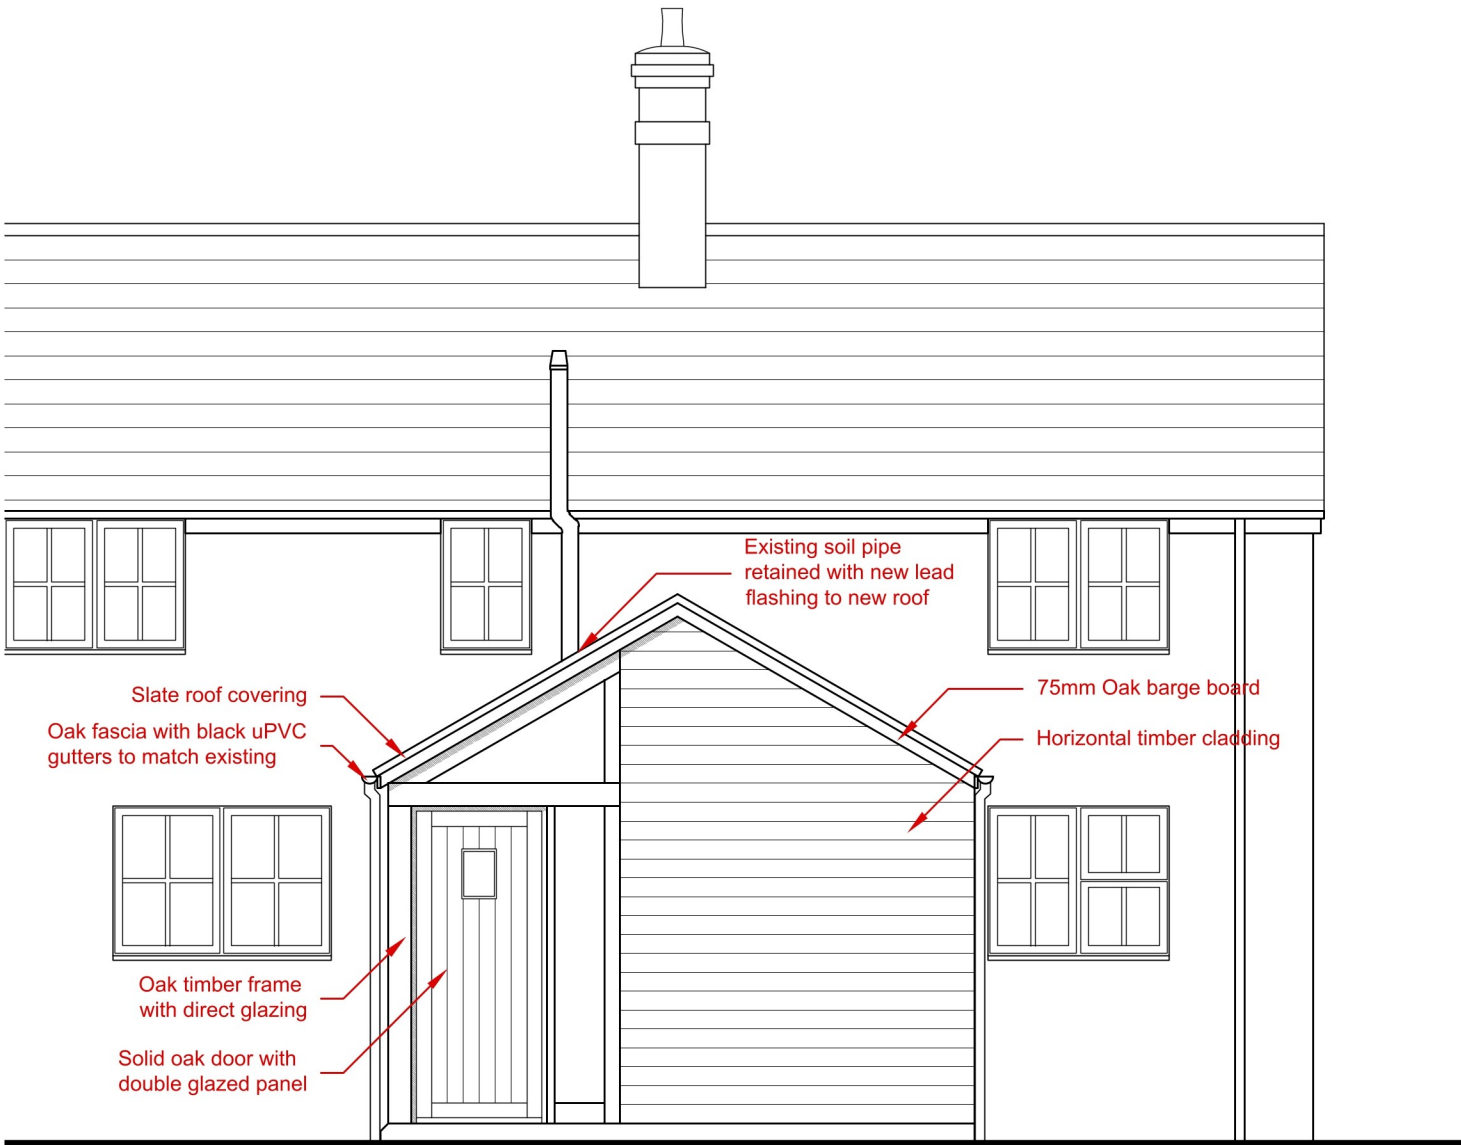 Existing soil pipe
retained with new lead
flashing to new roof
Slate roof covering
Oak fascia with black uPVC
gutters to match existing
75mm Oak barge board
Horizontal timber cladding
Oak timber frame
with direct glazing
Solid oak door with
double glazed panel